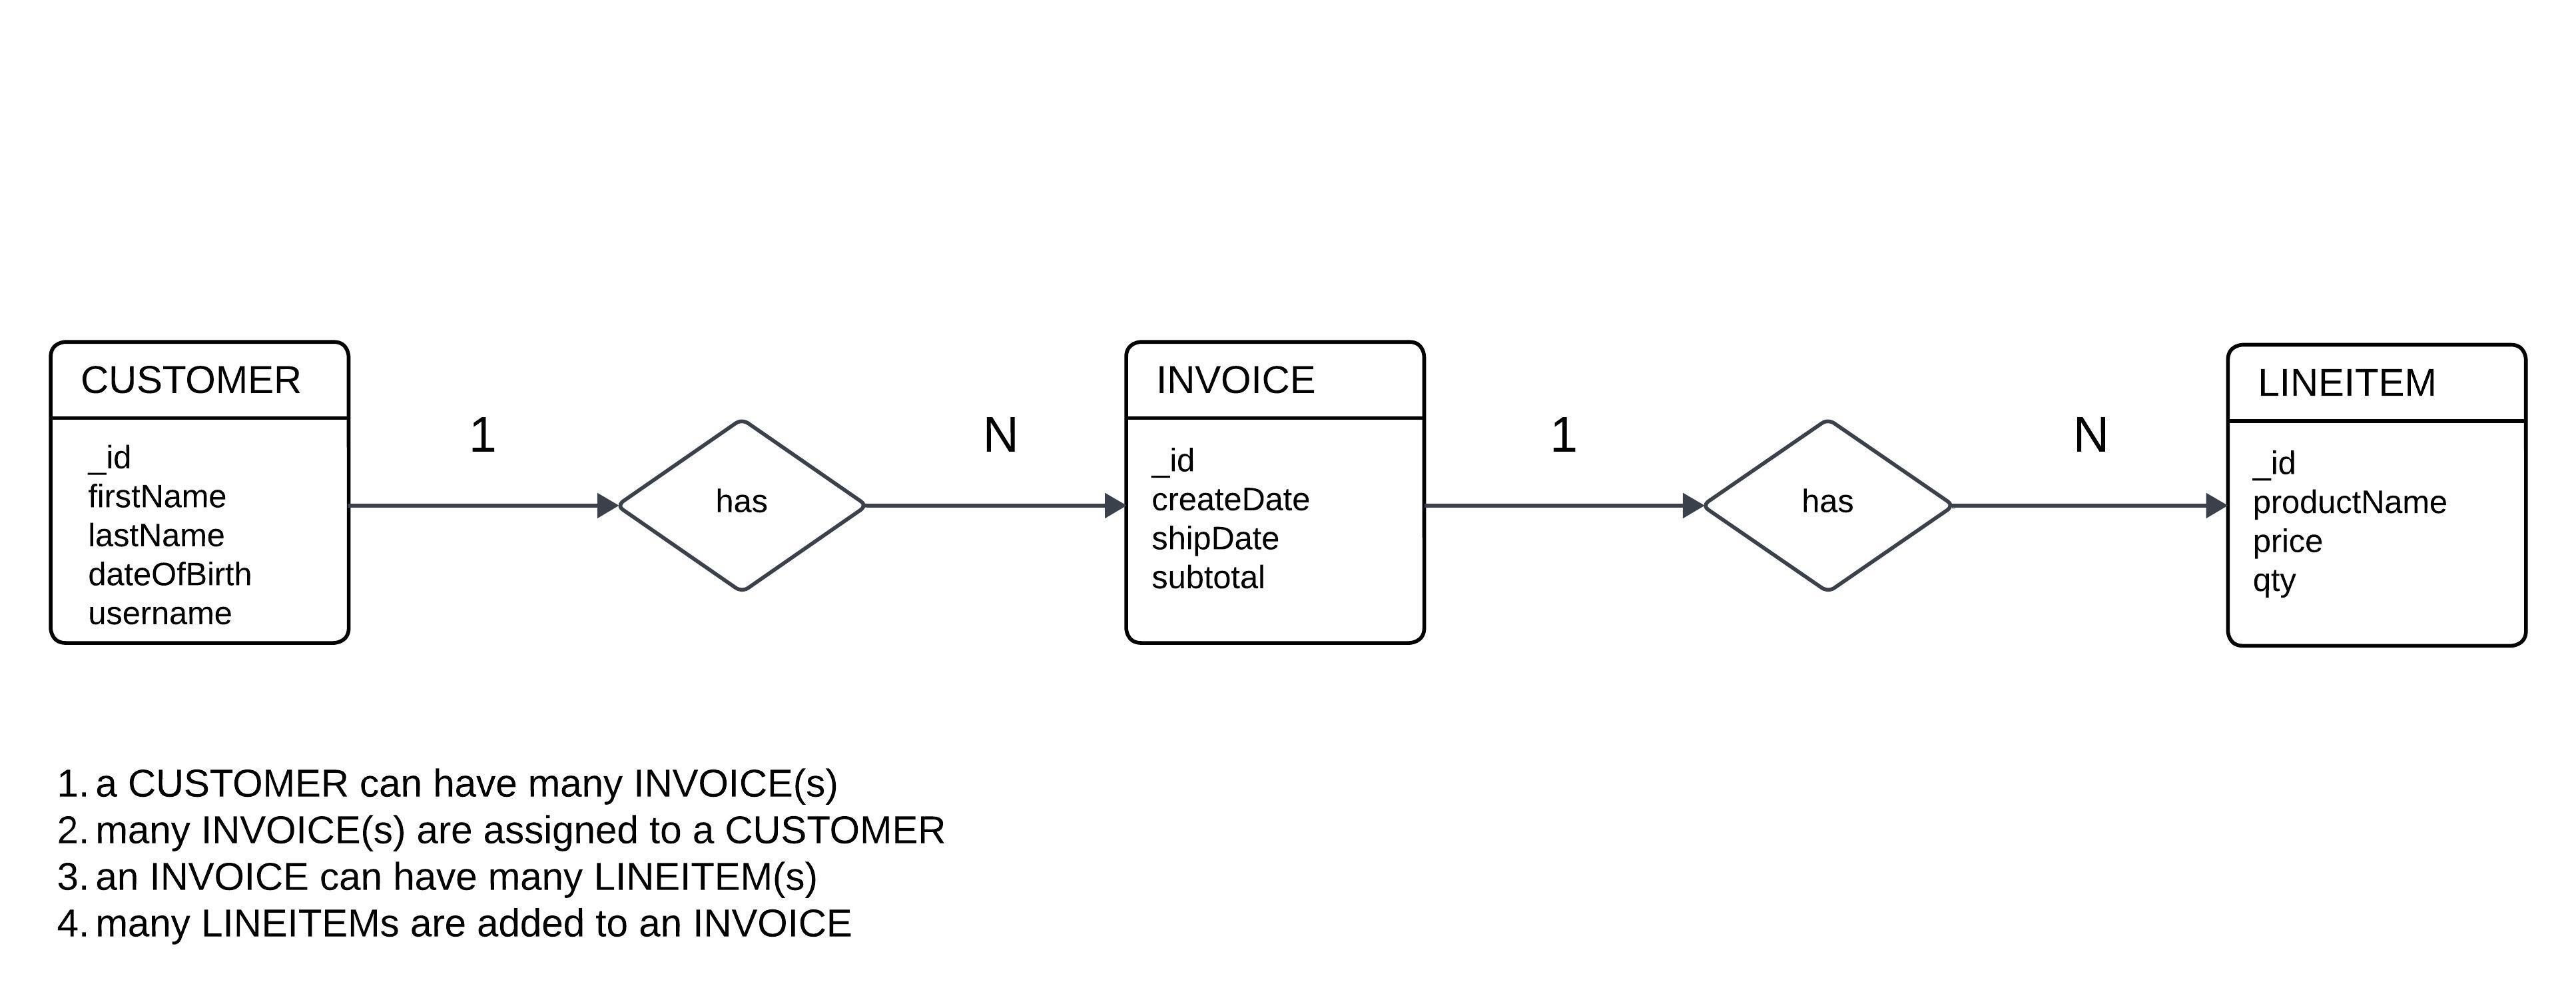 CUSTOMER
_id
firstName
lastName
dateOfBirth
username
1
has
N
INVOICE
_id
createDate
shipDate
subtotal
1
has
N
LINEITEM
_id
productName
price
qty
1. a CUSTOMER can have many INVOICE(s)
2. many INVOICE(s) are assigned to a CUSTOMER
3. an INVOICE can have many LINEITEM(s)
4. many LINEITEMs are added to an INVOICE